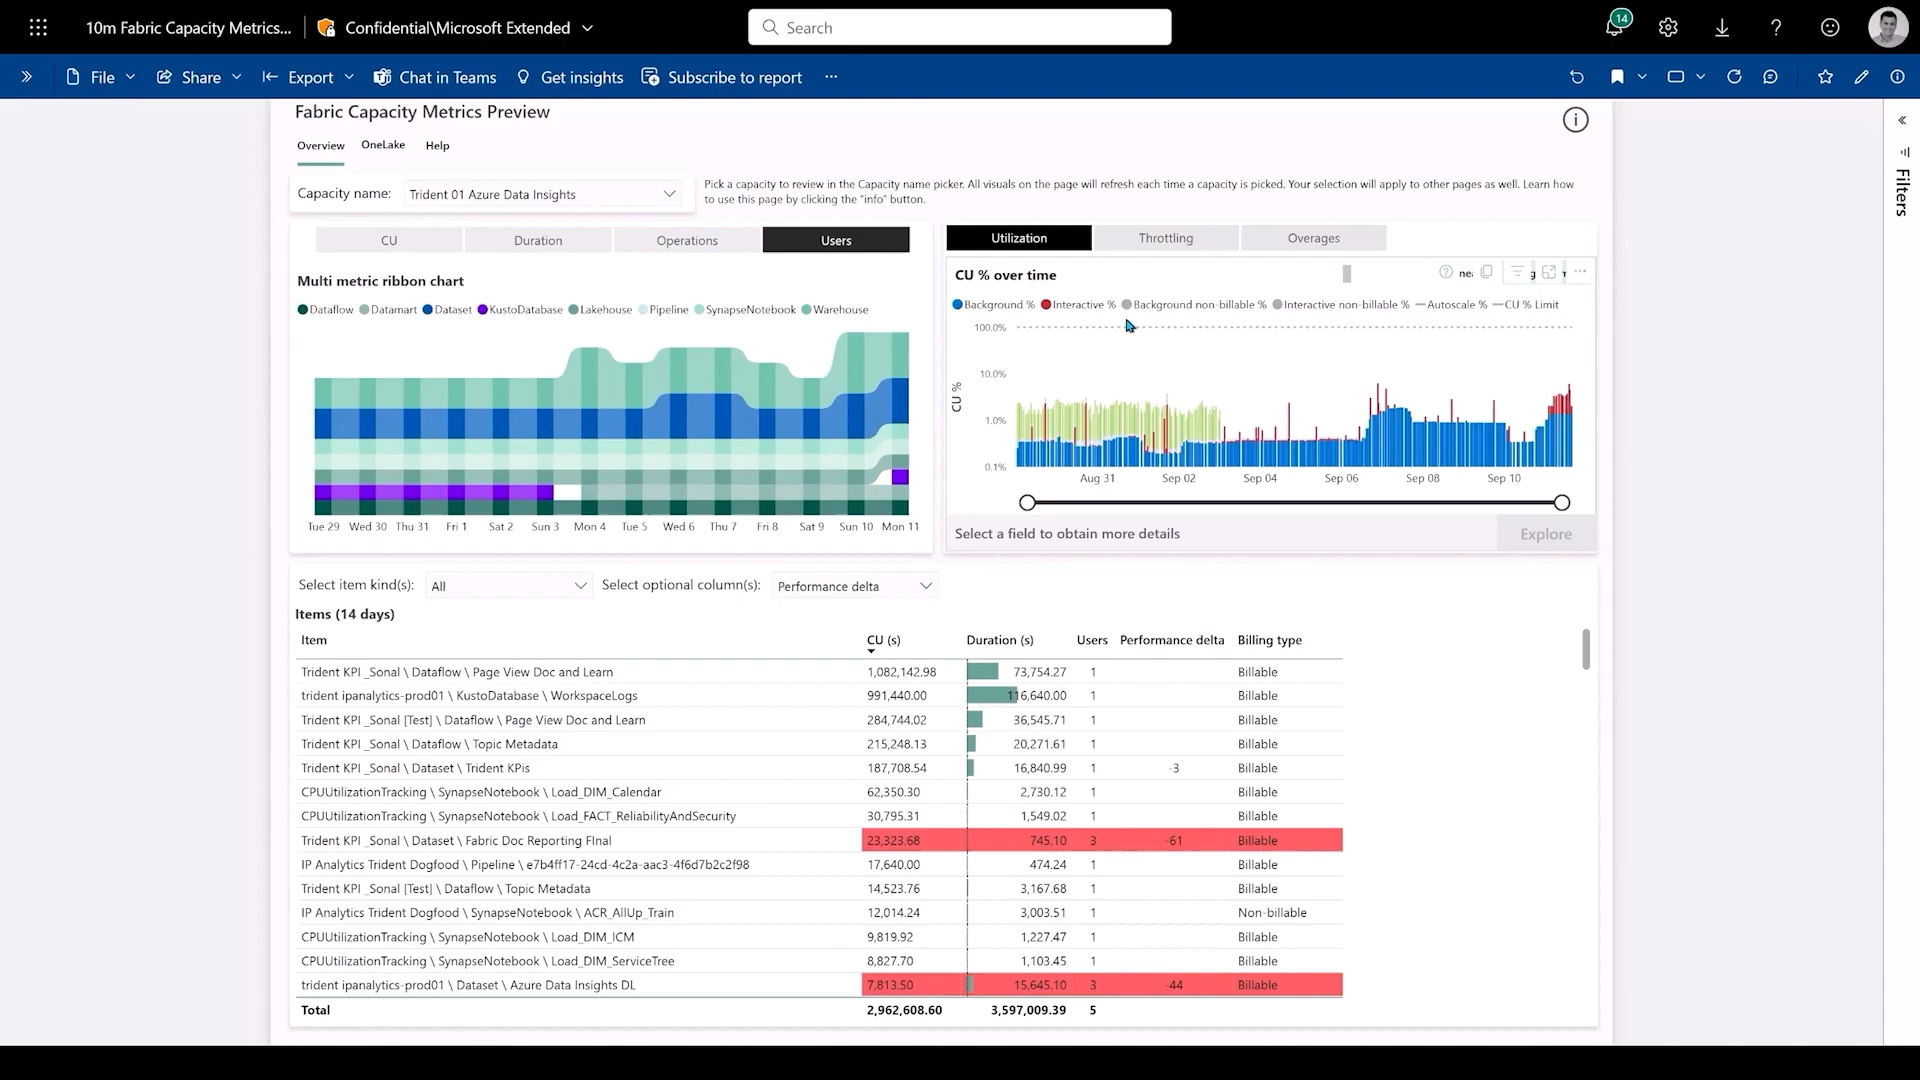 10m Fabric Capacity Metrics... Confidential\Microsoft Extended Search 14
File Share Export Chat in Teams Get insights Subscribe to report ...
Fabric Capacity Metrics Preview
Overview OneLake Help
Filters
Capacity name: Trident 01 Azure Data Insights
Pick a capacity to review in the Capacity name picker. All visuals on the page will refresh each time a capacity is picked. Your selection will apply to other pages as well. Learn how
to use this page by clicking the "info" button.
CU Duration Operations Users
Multi metric ribbon chart
Dataflow Datamart Dataset KustoDatabase Lakehouse Pipeline SynapseNotebook Warehouse
Tue 29 Wed 30 Thu 31 Fri 1 Sat 2 Sun 3 Mon 4 Tue 5 Wed 6 Thu 7 Fri 8 Sat 9 Sun 10 Mon 11
Utilization Throttling Overages
CU % over time
Background % Interactive % Background non-billable % Interactive non-billable % Autoscale % CU % Limit
CU %
100.0%
10.0%
1.0%
0.1%
Aug 31 Sep 02 Sep 04 Sep 06 Sep 08 Sep 10
Select a field to obtain more details Explore
Select item kind(s): All Select optional column(s): Performance delta
Items (14 days)
Item CU (s) Duration (s) Users Performance delta Billing type
Trident KPI _Sonal \ Dataflow \ Page View Doc and Learn 1,082,142.98 73,754.27 1 Billable
trident ipanalytics-prod01 \ KustoDatabase \ WorkspaceLogs 991,440.00 116,640.00 1 Billable
Trident KPI _Sonal [Test] \ Dataflow \ Page View Doc and Learn 284,744.02 36,545.71 1 Billable
Trident KPI _Sonal \ Dataflow \ Topic Metadata 215,248.13 20,271.61 1 Billable
Trident KPI _Sonal \ Dataset \ Trident KPis 187,708.54 16,840.99 1 -3 Billable
CPUUtilizationTracking \ SynapseNotebook \ Load_DIM_Calendar 62,350.30 2,730.12 1 Billable
CPUUtilizationTracking \ SynapseNotebook \ Load_FACT_ReliabilityAndSecurity 30,795.31 1,549.02 1 Billable
Trident KPI _Sonal \ Dataset \ Fabric Doc Reporting FInal 23,323.68 745.10 3 -61 Billable
IP Analytics Trident Dogfood \ Pipeline \ e7b4ff17-24cd-4c2a-aac3-4f6d7b2c2f98 17,640.00 474.24 1 Billable
Trident KPI _Sonal [Test] \ Dataflow \ Topic Metadata 14,523.76 3,167.68 1 Billable
IP Analytics Trident Dogfood \ SynapseNotebook \ ACR_AllUp_Train 12,014.24 3,003.51 1 Non-billable
CPUUtilizationTracking \ SynapseNotebook \ Load_DIM_ICM 9,819.92 1,227.47 1 Billable
CPUUtilizationTracking \ SynapseNotebook \ Load_DIM_ServiceTree 8,827.70 1,103.45 1 Billable
trident ipanalytics-prod01 \ Dataset \ Azure Data Insights DL 7,813.50 15,645.10 3 -44 Billable
Total 2,962,608.60 3,597,009.39 5